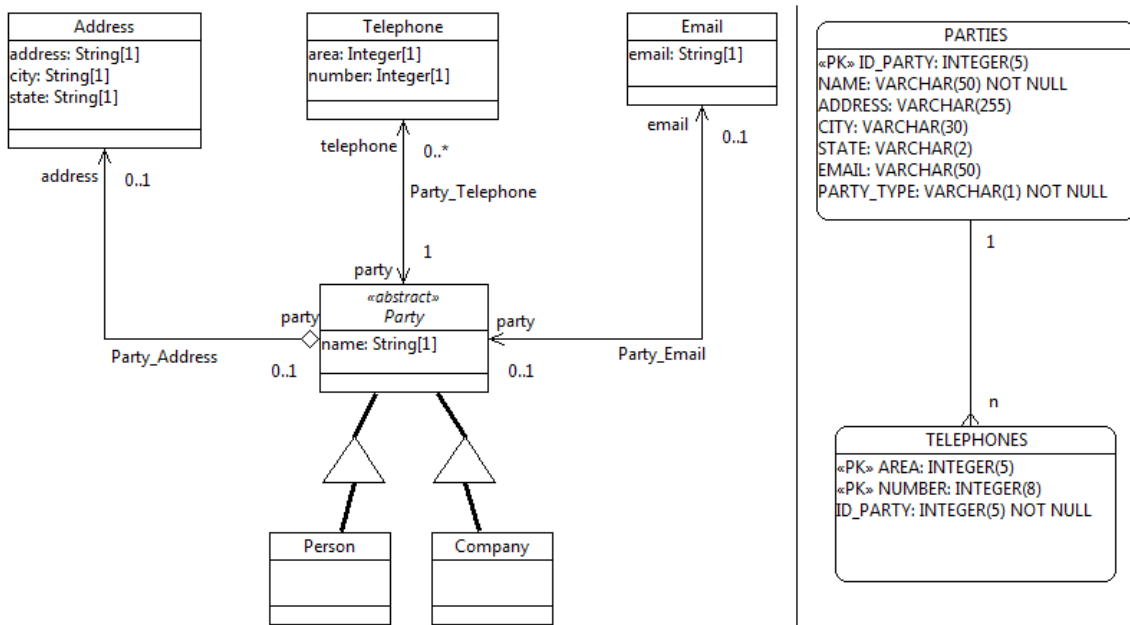 Address
address: String[1]
city: String[1]
state: String[1]
Telephone
area: Integer[1]
number: Integer[1]
Email
email: String[1]
address
0..1
telephone
0..*
Party_Telephone
1
party
email
0..1
party
Party_Address
0..1
«abstract»
Party
name: String[1]
party
0..1
Party_Email
Person
Company
PARTIES
«PK» ID_PARTY: INTEGER(5)
NAME: VARCHAR(50) NOT NULL
ADDRESS: VARCHAR(255)
CITY: VARCHAR(30)
STATE: VARCHAR(2)
EMAIL: VARCHAR(50)
PARTY_TYPE: VARCHAR(1) NOT NULL
1
n
TELEPHONES
«PK» AREA: INTEGER(5)
«PK» NUMBER: INTEGER(8)
ID_PARTY: INTEGER(5) NOT NULL